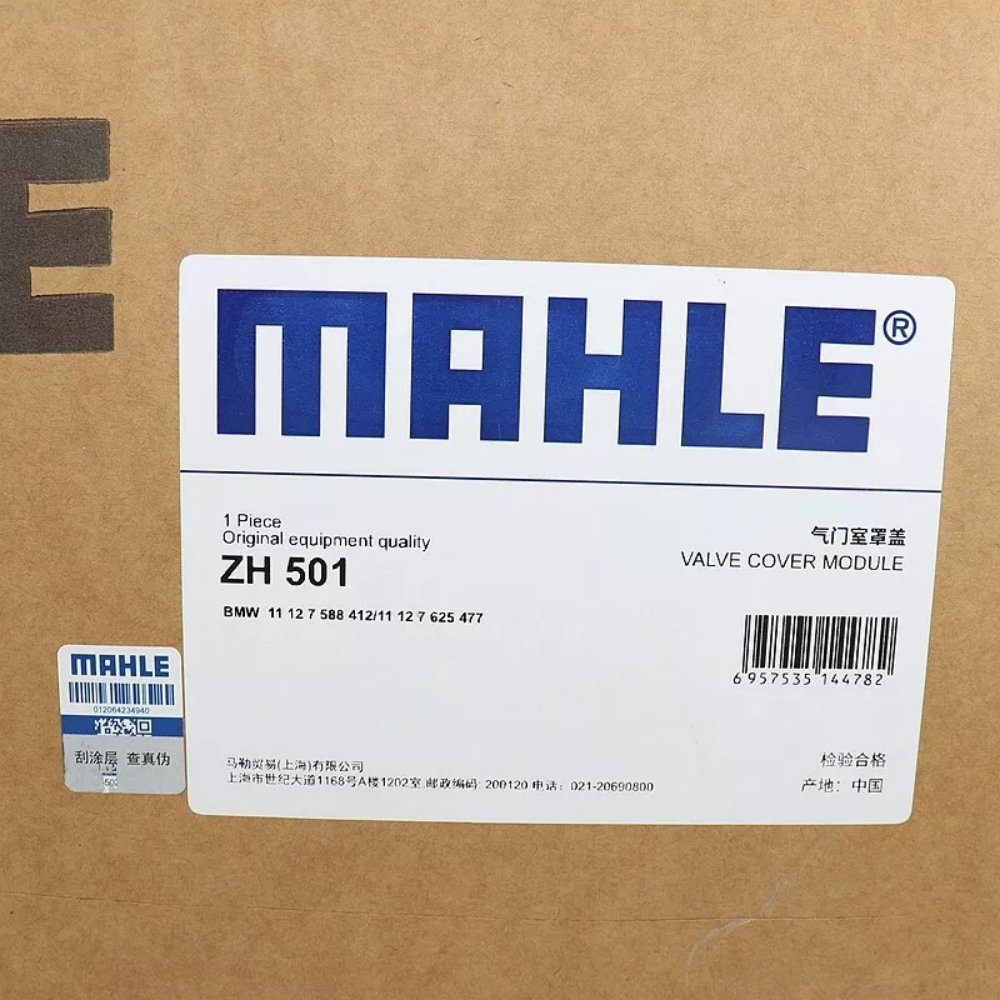 E
MAHLE®
1 Piece
Original equipment quality
ZH 501
BMW 11 12 7 588 412/11 12 7 625 477
气门室罩盖
VALVE COVER MODULE
6 957535 144782
马勒贸易(上海)有限公司
上海市世纪大道1168号A楼1202室.邮政编码: 200120 电话: 021-20690800
检验合格
产地: 中国
MAHLE
012064234940
刮涂层 查真伪